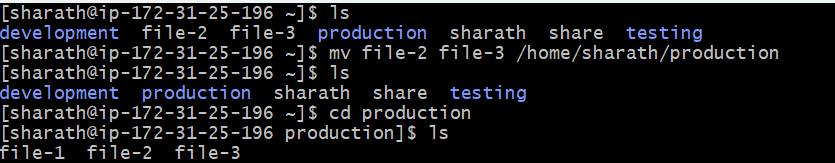 [sharath@ip-172-31-25-196 ~]$ ls
development  file-2  file-3  production  sharath  share  testing
[sharath@ip-172-31-25-196 ~]$ mv file-2 file-3 /home/sharath/production
[sharath@ip-172-31-25-196 ~]$ ls
development  production  sharath  share  testing
[sharath@ip-172-31-25-196 ~]$ cd production
[sharath@ip-172-31-25-196 production]$ ls
file-1  file-2  file-3